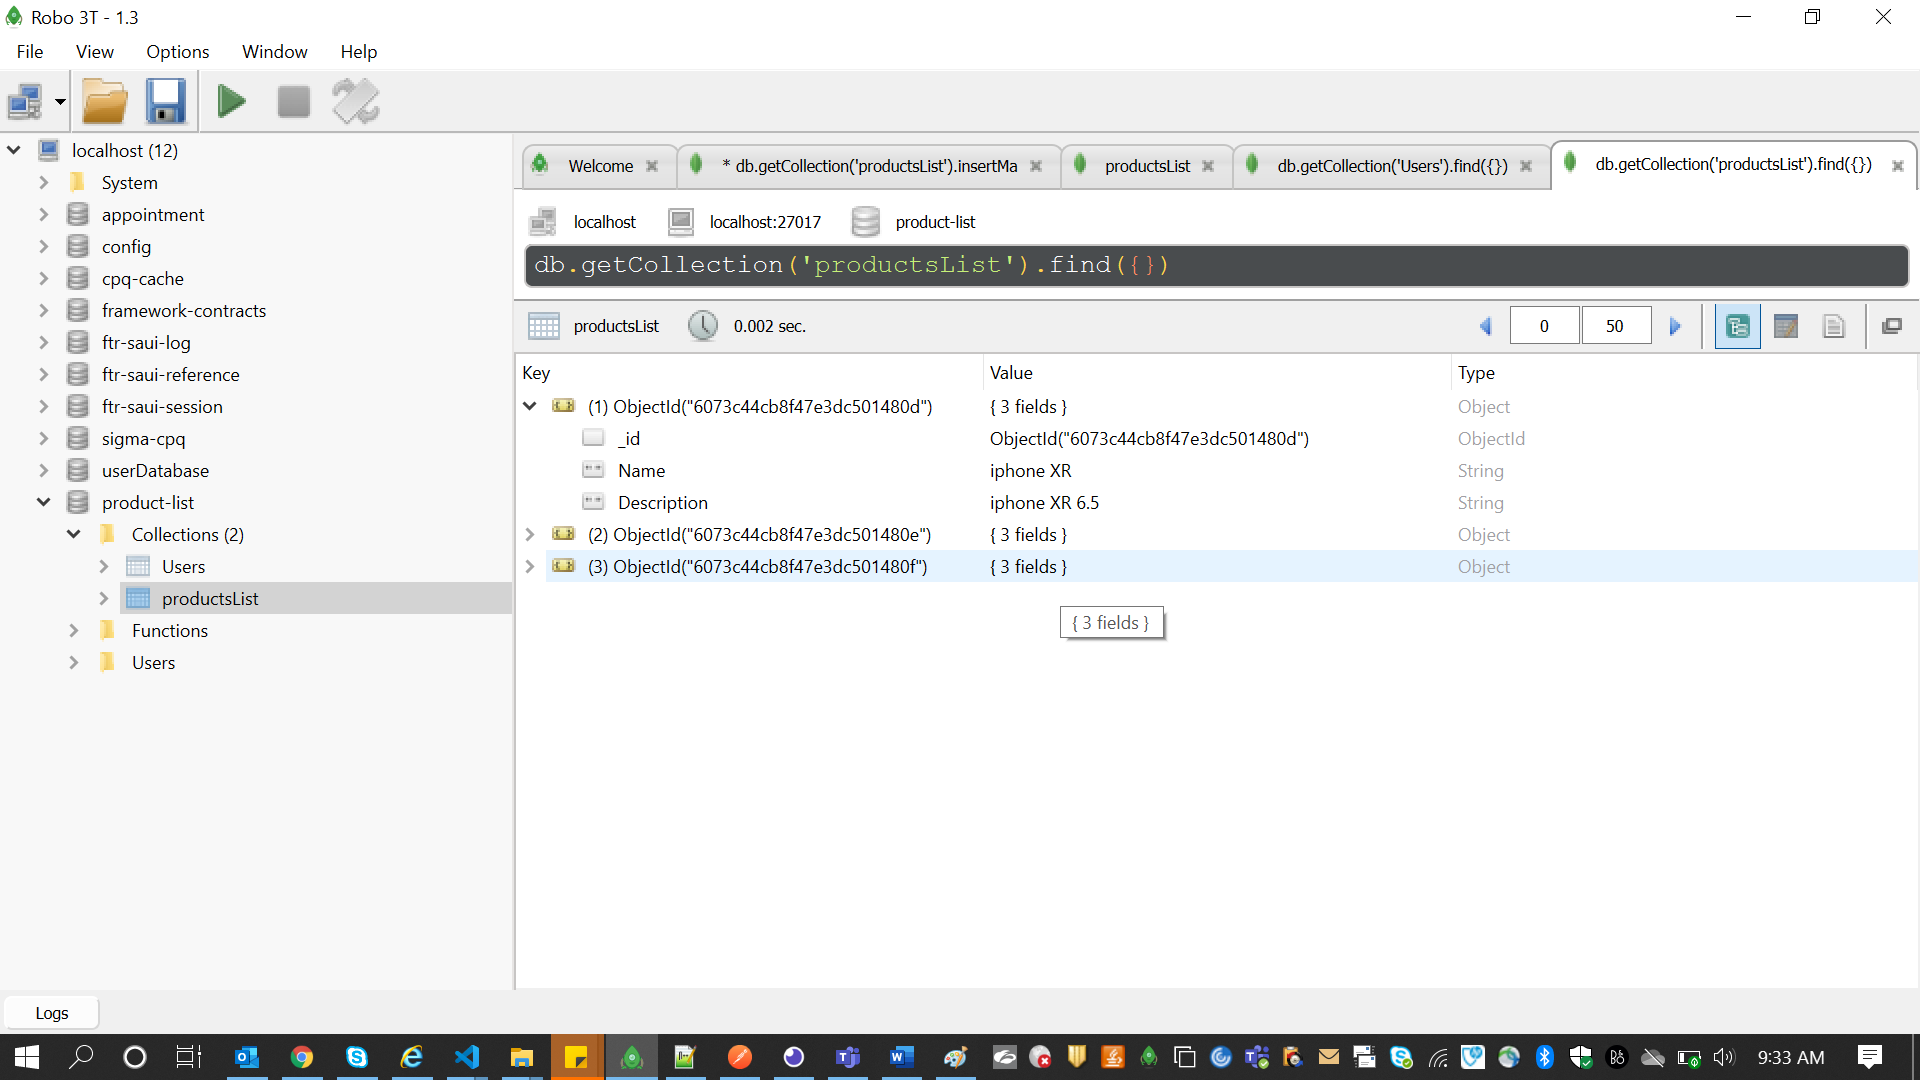 Robo 3T - 1.3
File View Options Window Help
localhost (12)
System
appointment
config
cpq-cache
framework-contracts
ftr-saui-log
ftr-saui-reference
ftr-saui-session
sigma-cpq
userDatabase
product-list
Collections (2)
Users
productsList
Functions
Users
Welcome * db.getCollection('productsList').insertMa productsList db.getCollection('Users').find({}) db.getCollection('productsList').find({})
localhost localhost:27017 product-list
db.getCollection('productsList').find({})
productsList 0.002 sec. 0 50
Key Value Type
(1) ObjectId("6073c44cb8f47e3dc501480d") { 3 fields } Object
_id ObjectId("6073c44cb8f47e3dc501480d") ObjectId
Name iphone XR String
Description iphone XR 6.5 String
(2) ObjectId("6073c44cb8f47e3dc501480e") { 3 fields } Object
(3) ObjectId("6073c44cb8f47e3dc501480f") { 3 fields } Object
{ 3 fields }
Logs
9:33 AM